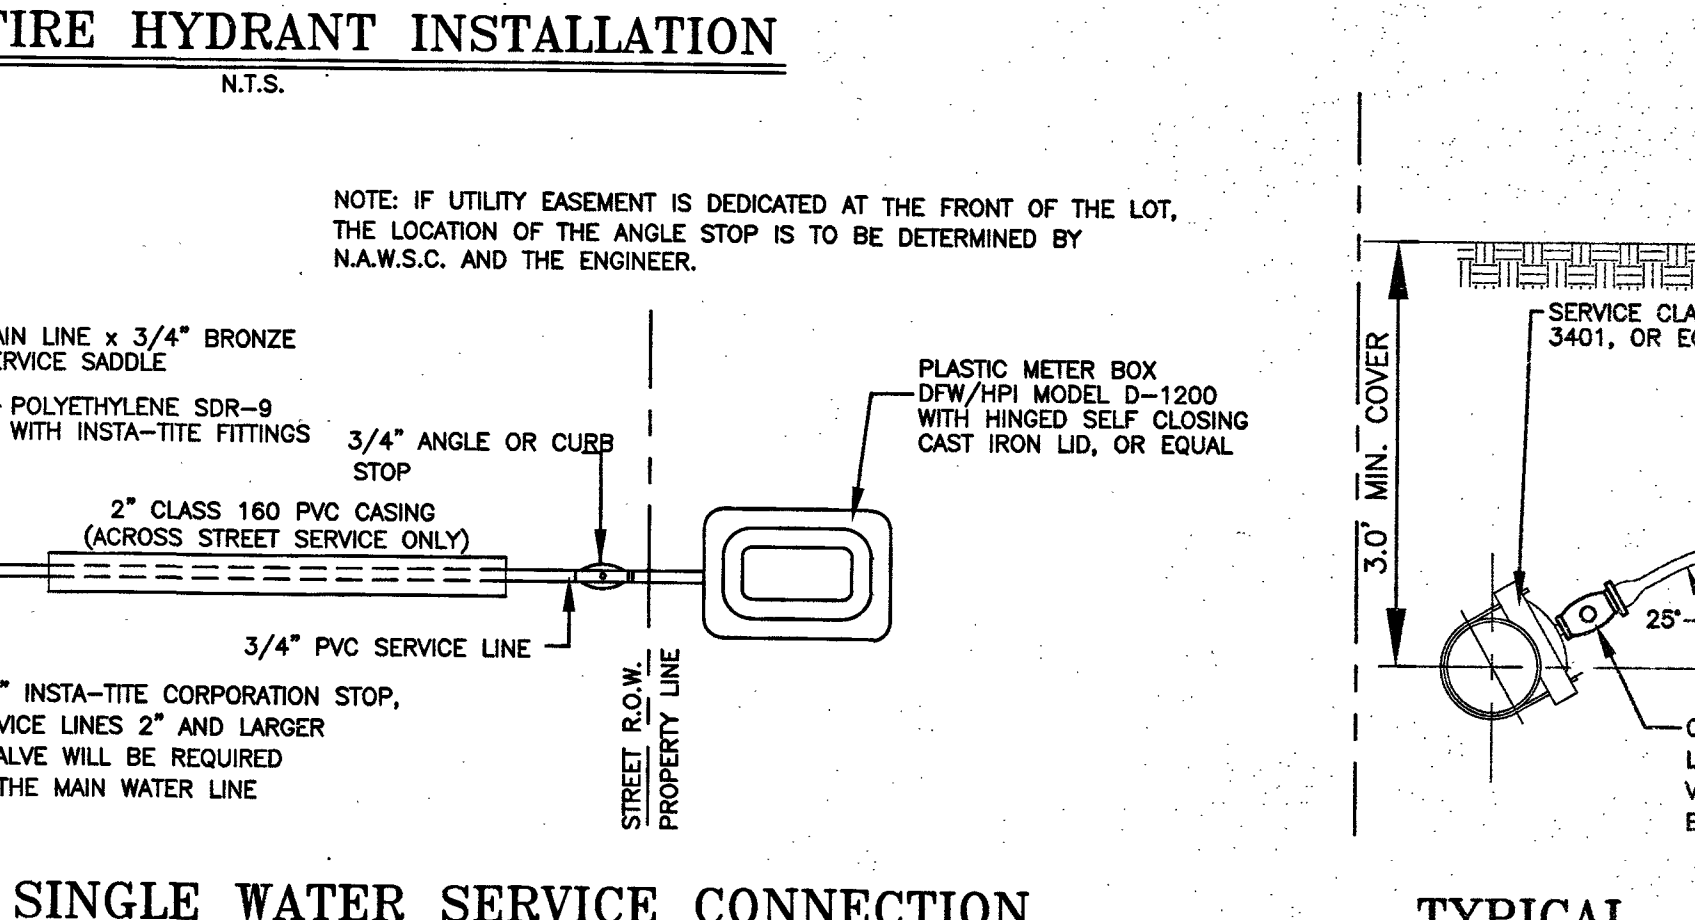 FIRE HYDRANT INSTALLATION
N.T.S.
NOTE: IF UTILITY EASEMENT IS DEDICATED AT THE FRONT OF THE LOT,
THE LOCATION OF THE ANGLE STOP IS TO BE DETERMINED BY
N.A.W.S.C. AND THE ENGINEER.
LINE x 3/4" BRONZE
SADDLE
POLYETHYLENE SDR-9
WITH INSTA-TITE FITTINGS
3/4" ANGLE OR CURB
STOP
2" CLASS 160 PVC CASING
(ACROSS STREET SERVICE ONLY)
3/4" PVC SERVICE LINE
INSTA-TITE CORPORATION STOP,
LINES 2" AND LARGER
WILL BE REQUIRED
THE MAIN WATER LINE
STREET R.O.W.
PROPERTY LINE
PLASTIC METER BOX
DFW/HPI MODEL D-1200
WITH HINGED SELF CLOSING
CAST IRON LID, OR EQUAL
SINGLE WATER SERVICE CONNECTION
3.0' MIN. COVER
SERVICE
3401, OR
25°
TYPICAL